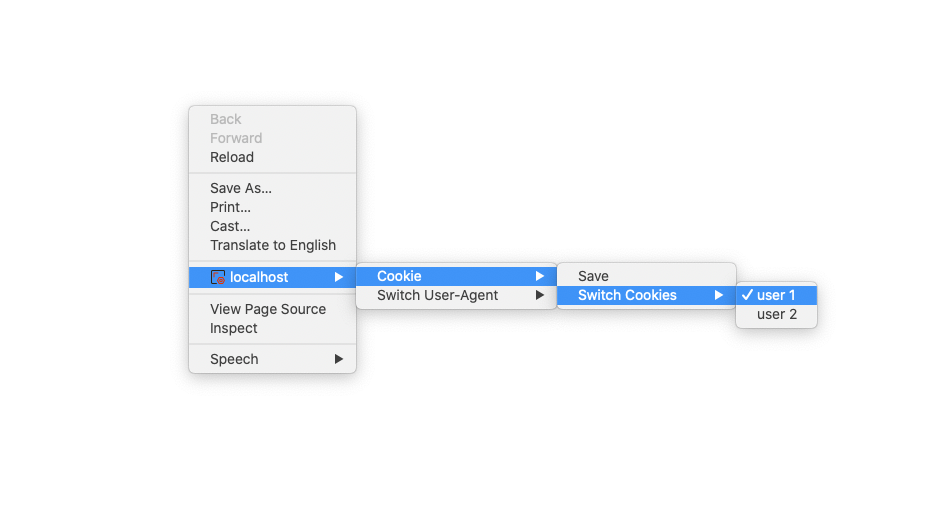 Back
Forward
Reload
Save As...
Print...
Cast...
Translate to English
localhost
Cookie
Switch User-Agent
Save
Switch Cookies
user 1
user 2
View Page Source
Inspect
Speech